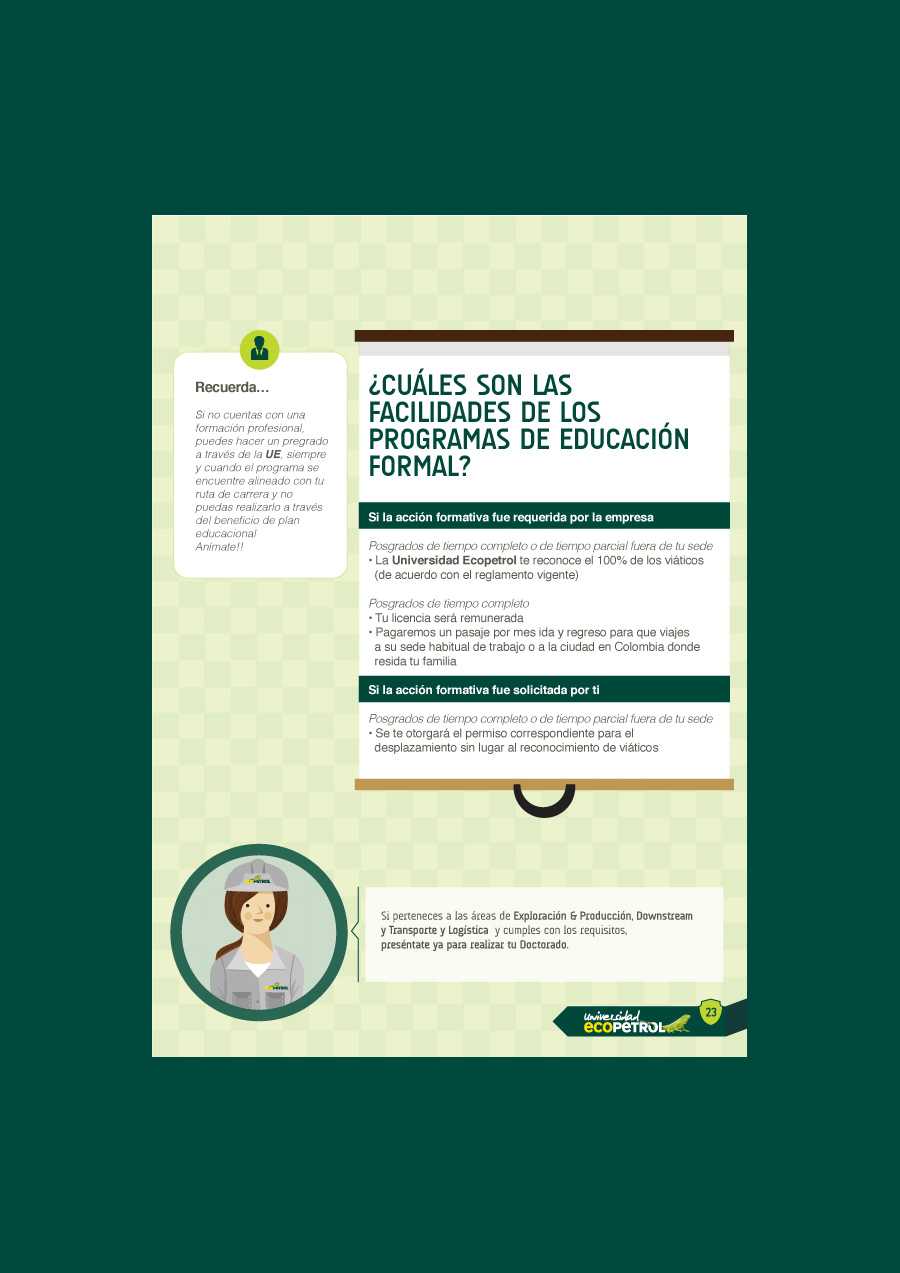 Recuerda...
Si no cuentas con una
formación profesional,
puedes hacer un pregrado
a través de la UE, siempre
y cuando el programa se
encuentre alineado con tu
ruta de carrera y no
puedas realizarlo a través
del beneficio de plan
educacional
Anímate!!
¿CUÁLES SON LAS
FACILIDADES DE LOS
PROGRAMAS DE EDUCACIÓN
FORMAL?
Si la acción formativa fue requerida por la empresa
Posgrados de tiempo completo o de tiempo parcial fuera de tu sede
• La Universidad Ecopetrol te reconoce el 100% de los viáticos
(de acuerdo con el reglamento vigente)
Posgrados de tiempo completo
• Tu licencia será remunerada
• Pagaremos un pasaje por mes ida y regreso para que viajes
a su sede habitual de trabajo o a la ciudad en Colombia donde
resida tu familia
Si la acción formativa fue solicitada por ti
Posgrados de tiempo completo o de tiempo parcial fuera de tu sede
• Se te otorgará el permiso correspondiente para el
desplazamiento sin lugar al reconocimiento de viáticos
ECOPETROL
ECOPETROL
Si perteneces a las áreas de Exploración & Producción, Downstream
y Transporte y Logística y cumples con los requisitos,
preséntate ya para realizar tu Doctorado.
universidad
ECOPETROL
23